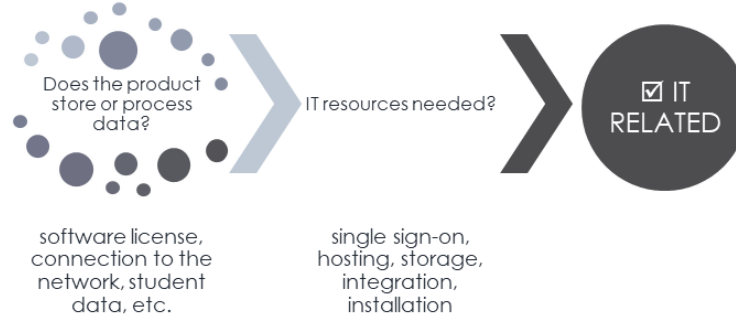 Does the product
store or process
data?
IT resources needed?
☑ IT
RELATED
software license,
connection to the
network, student
data, etc.
single sign-on,
hosting, storage,
integration,
installation